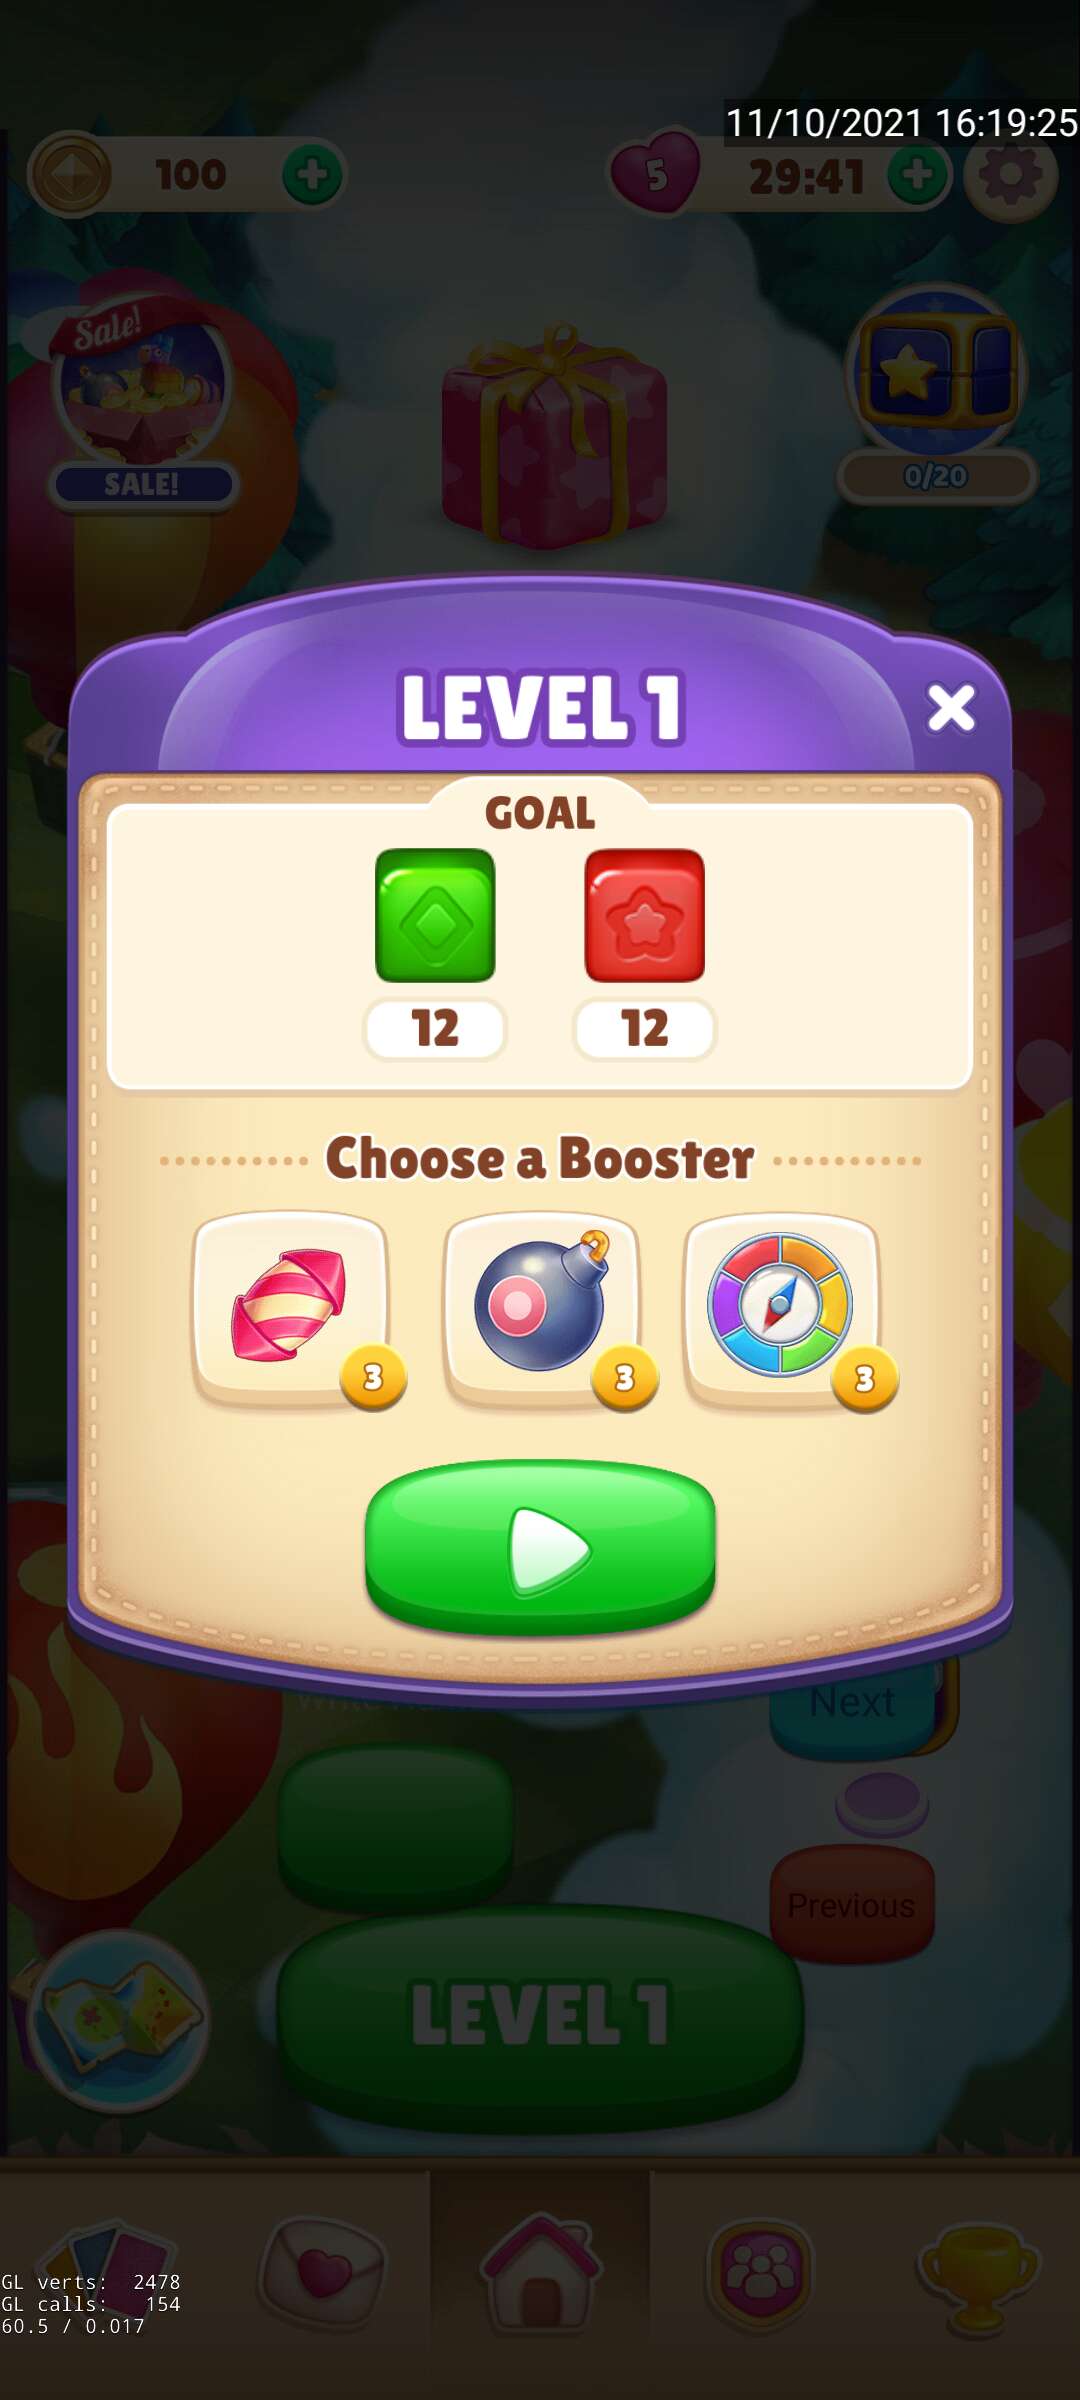 11/10/2021 16:19:25
100
5
29:41
Sale!
SALE!
0/20
LEVEL 1
GOAL
12
12
Choose a Booster
3
3
3
Next
Previous
LEVEL 1
GL verts: 2478
GL calls: 154
60.5 / 0.017